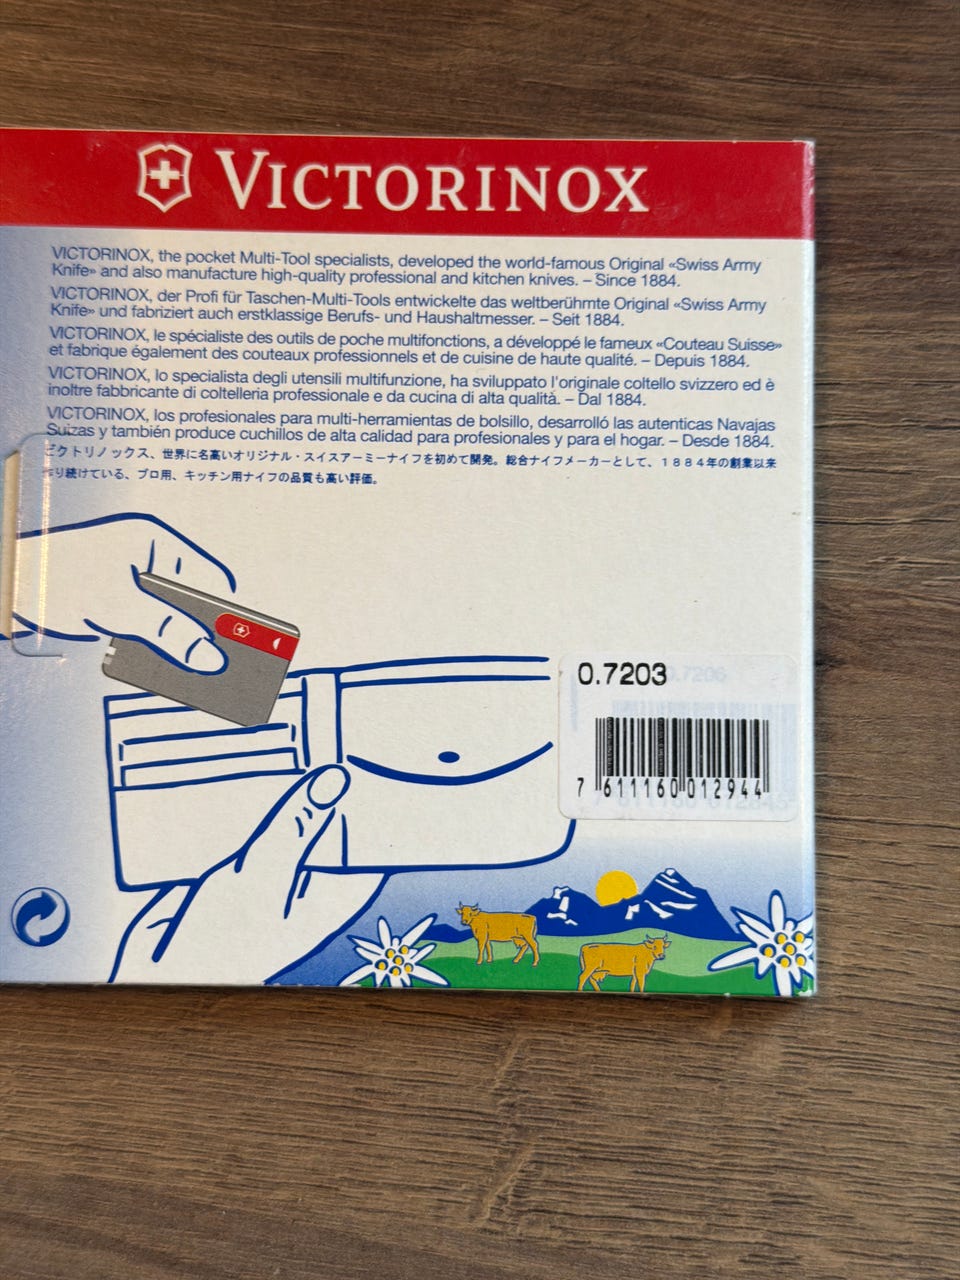 VICTORINOX
VICTORINOX, the pocket Multi-Tool specialists, developed the world-famous Original «Swiss Army
Knife» and also manufacture high-quality professional and kitchen knives. – Since 1884.
VICTORINOX, der Profi für Taschen-Multi-Tools entwickelte das weltberühmte Original «Swiss Army
Knife» und fabriziert auch erstklassige Berufs- und Haushaltmesser. – Seit 1884.
VICTORINOX, le spécialiste des outils de poche multifonctions, a développé le fameux «Couteau Suisse»
et fabrique également des couteaux professionnels et de cuisine de haute qualité. – Depuis 1884.
VICTORINOX, lo specialista degli utensili multifunzione, ha sviluppato l'originale coltello svizzero ed è
inoltre fabbricante di coltelleria professionale e da cucina di alta qualitá. – Dal 1884.
VICTORINOX, los profesionales para multi-herramientas de bolsillo, desarrolló las autenticas Navajas
Suizas y también produce cuchillos de alta calidad para profesionales y para el hogar. – Desde 1884.
ビクトリノックス、世界に名高いオリジナル・スイスアーミーナイフを初めて開発。総合ナイフメーカーとして、1884年の創業以来
作り続けている、プロ用、キッチン用ナイフの品質も高い評価。
0.7203
0.7206
7 611160 012944